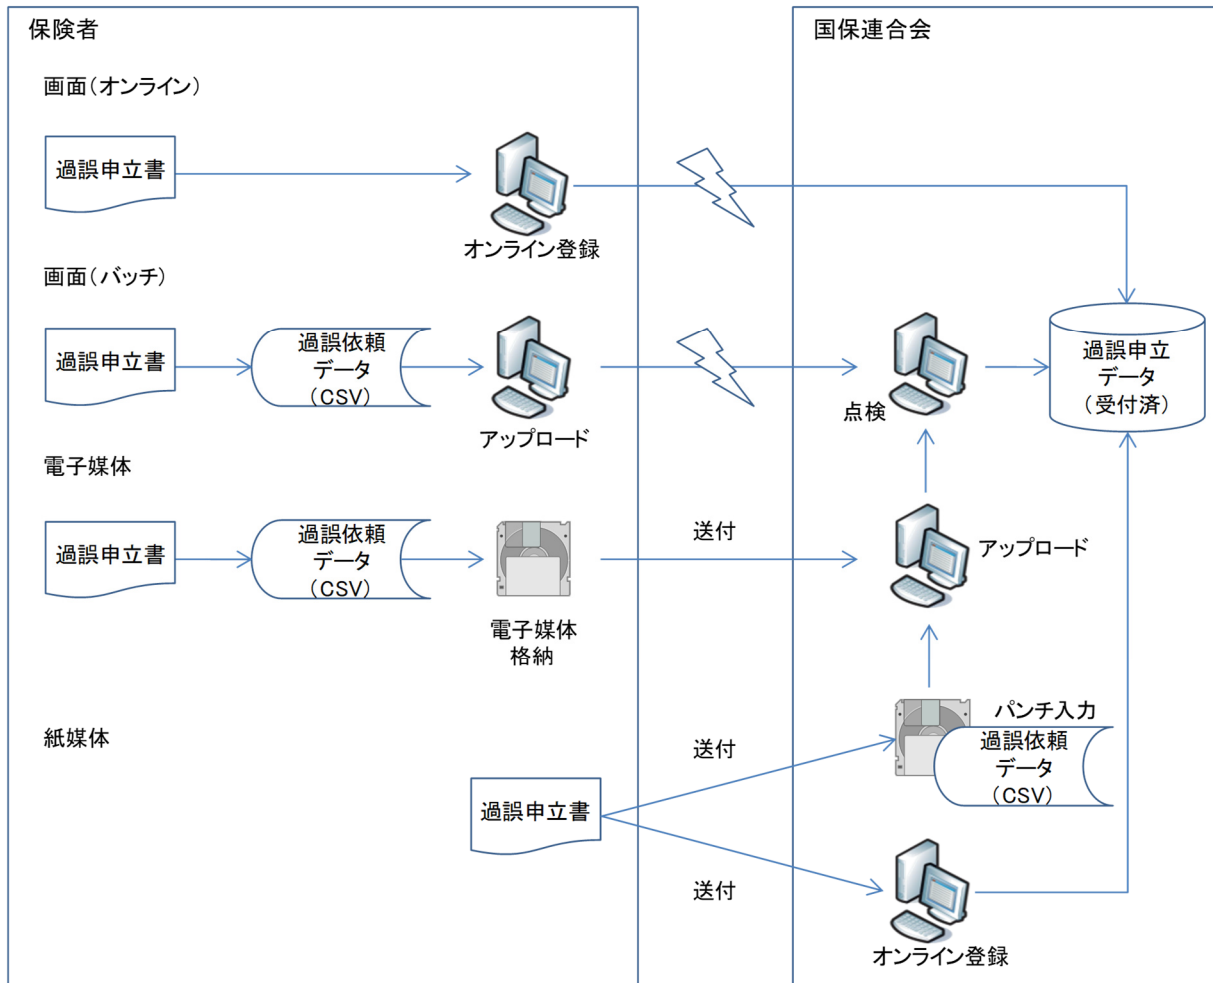 保険者
国保連合会
画面（オンライン）
過誤申立書
オンライン登録
画面（バッチ）
過誤申立書
過誤依頼
データ
（CSV）
アップロード
点検
過誤申立
データ
（受付済）
電子媒体
過誤申立書
過誤依頼
データ
（CSV）
電子媒体
格納
送付
アップロード
紙媒体
過誤申立書
送付
パンチ入力
過誤依頼
データ
（CSV）
送付
オンライン登録